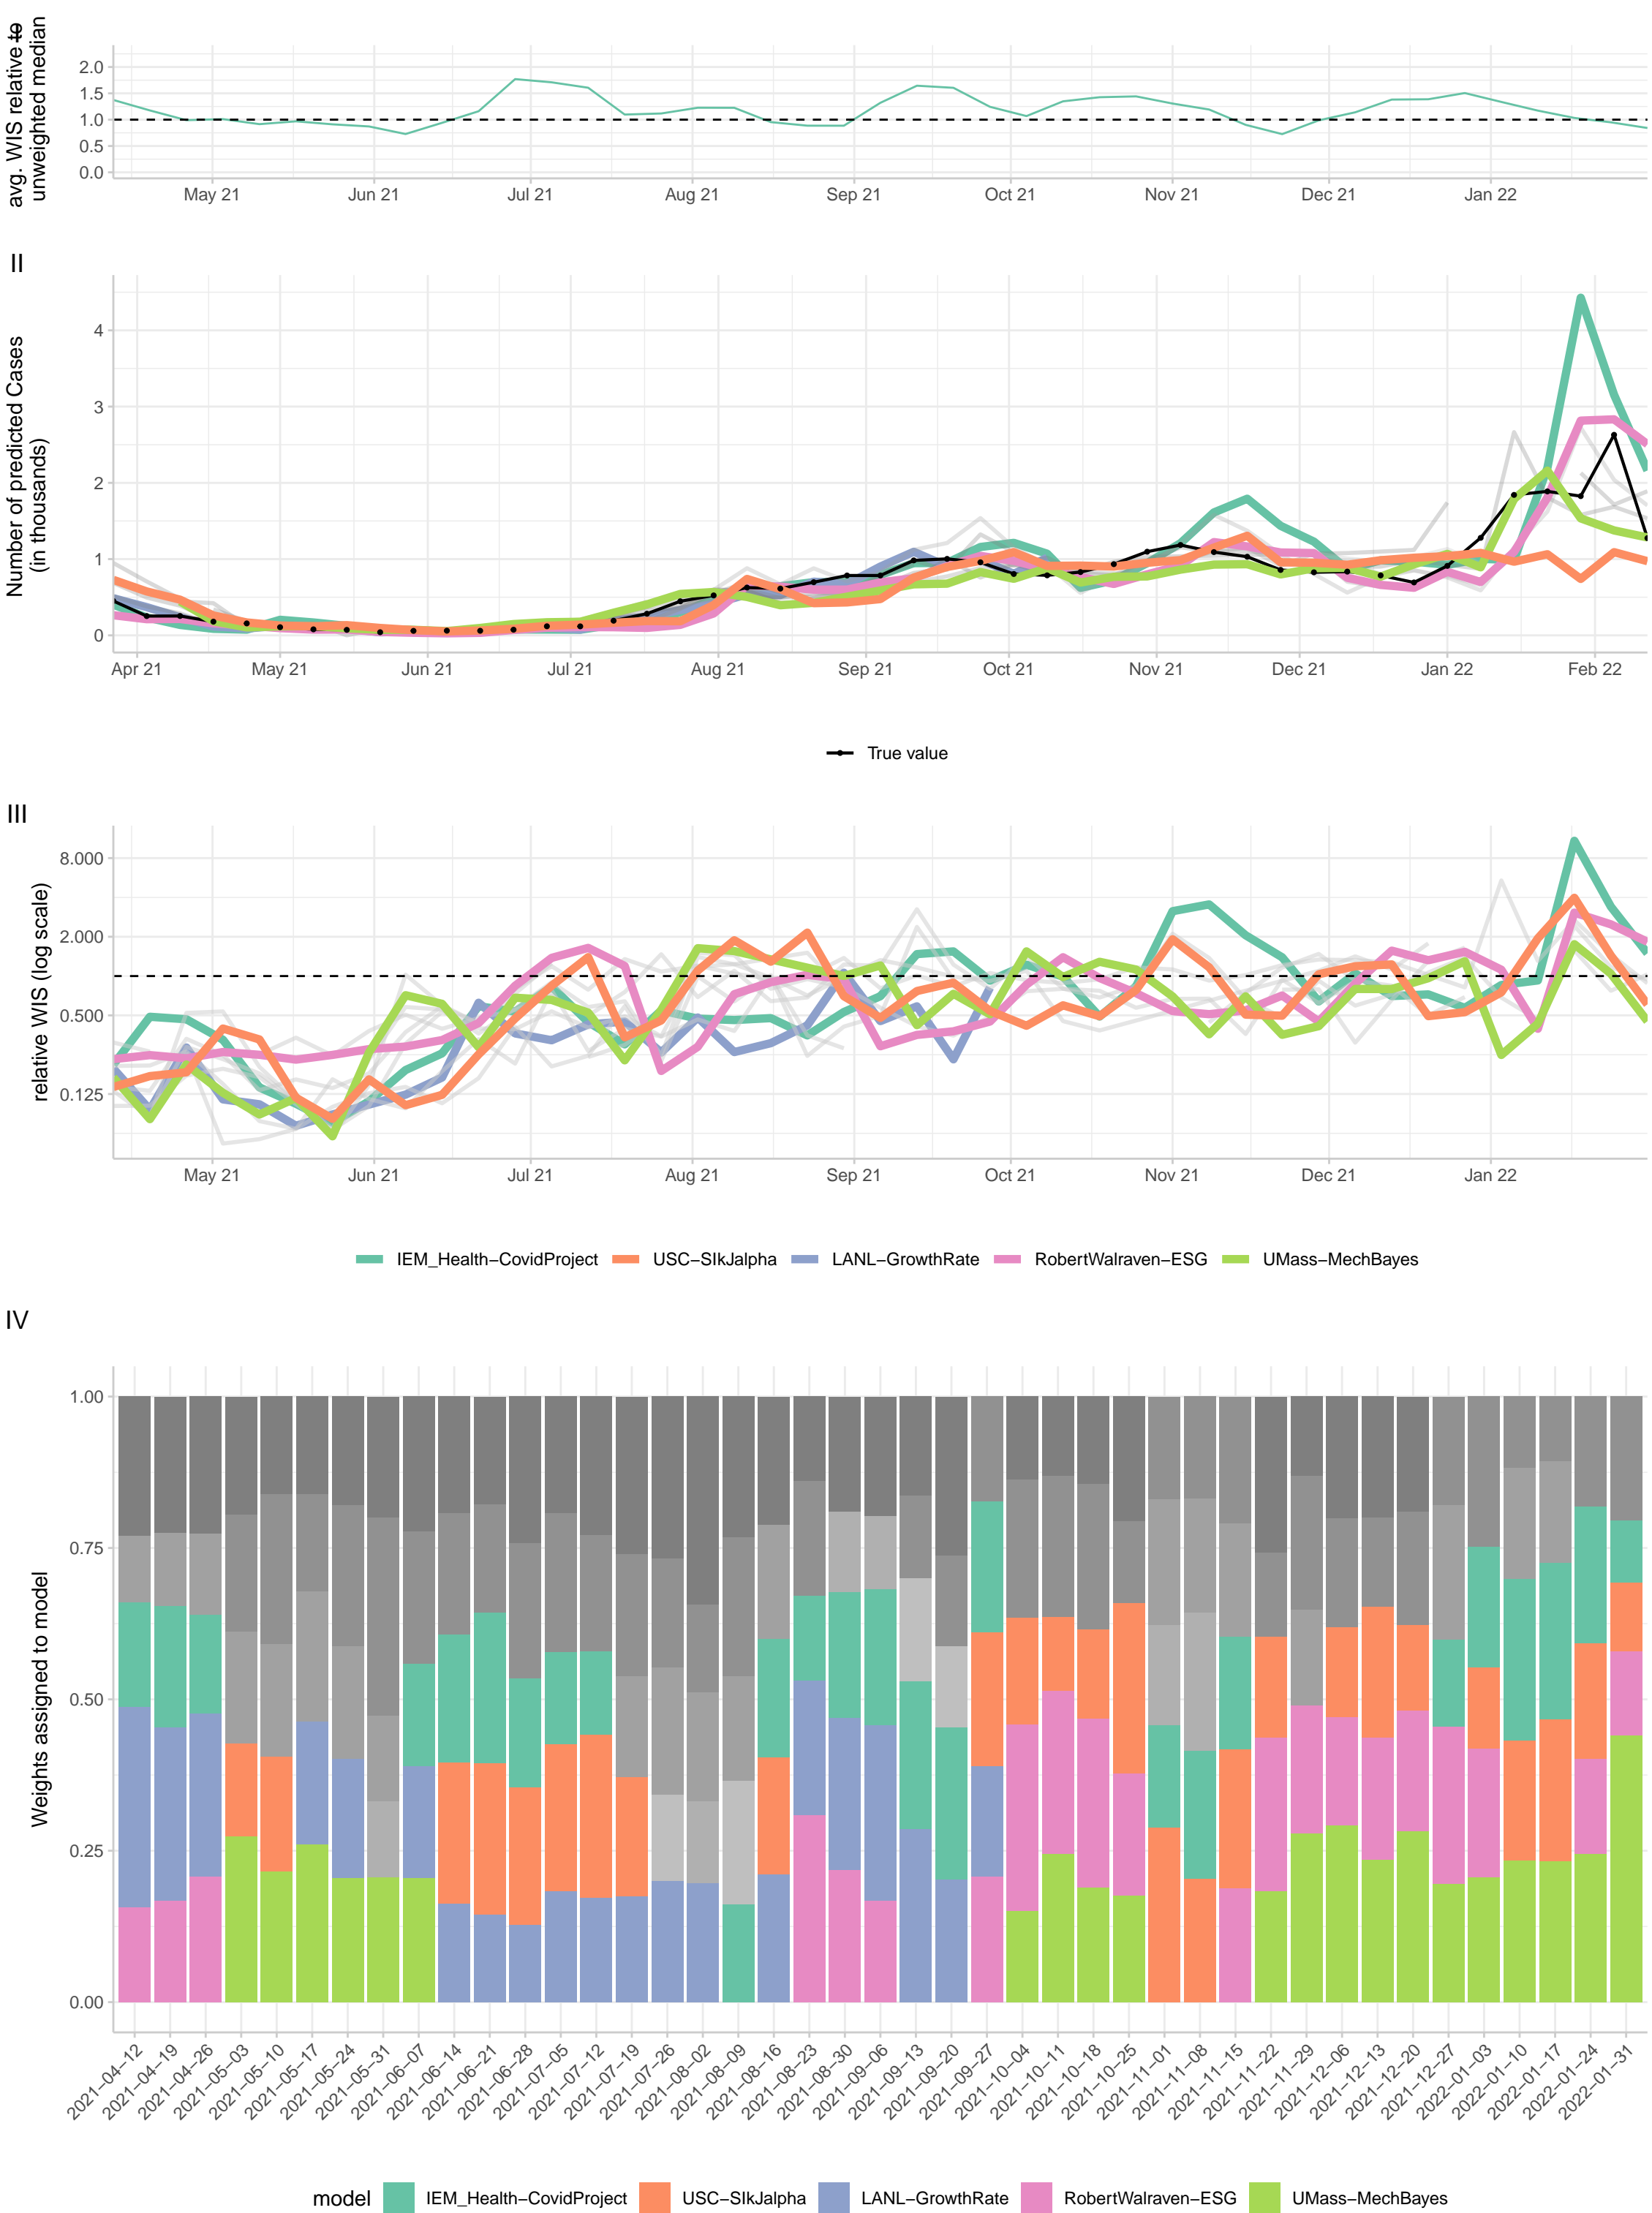 avg. WIS relative to
unweighted median
2.0
1.5
1.0
0.5
0.0
May 21 Jun 21 Jul 21 Aug 21 Sep 21 Oct 21 Nov 21 Dec 21 Jan 22
II
Number of predicted Cases
(in thousands)
4
3
2
1
0
Apr 21 May 21 Jun 21 Jul 21 Aug 21 Sep 21 Oct 21 Nov 21 Dec 21 Jan 22 Feb 22
True value
III
relative WIS (log scale)
8.000
2.000
0.500
0.125
May 21 Jun 21 Jul 21 Aug 21 Sep 21 Oct 21 Nov 21 Dec 21 Jan 22
IEM_Health−CovidProject USC−SIkJalpha LANL−GrowthRate RobertWalraven−ESG UMass−MechBayes
IV
Weights assigned to model
1.00
0.75
0.50
0.25
0.00
2021−04−12 2021−04−19 2021−04−26 2021−05−03 2021−05−10 2021−05−17 2021−05−24 2021−05−31 2021−06−07 2021−06−14 2021−06−21 2021−06−28 2021−07−05 2021−07−12 2021−07−19 2021−07−26 2021−08−02 2021−08−09 2021−08−16 2021−08−23 2021−08−30 2021−09−06 2021−09−13 2021−09−20 2021−09−27 2021−10−04 2021−10−11 2021−10−18 2021−10−25 2021−11−01 2021−11−08 2021−11−15 2021−11−22 2021−11−29 2021−12−06 2021−12−13 2021−12−20 2021−12−27 2022−01−03 2022−01−10 2022−01−17 2022−01−24 2022−01−31
model IEM_Health−CovidProject USC−SIkJalpha LANL−GrowthRate RobertWalraven−ESG UMass−MechBayes